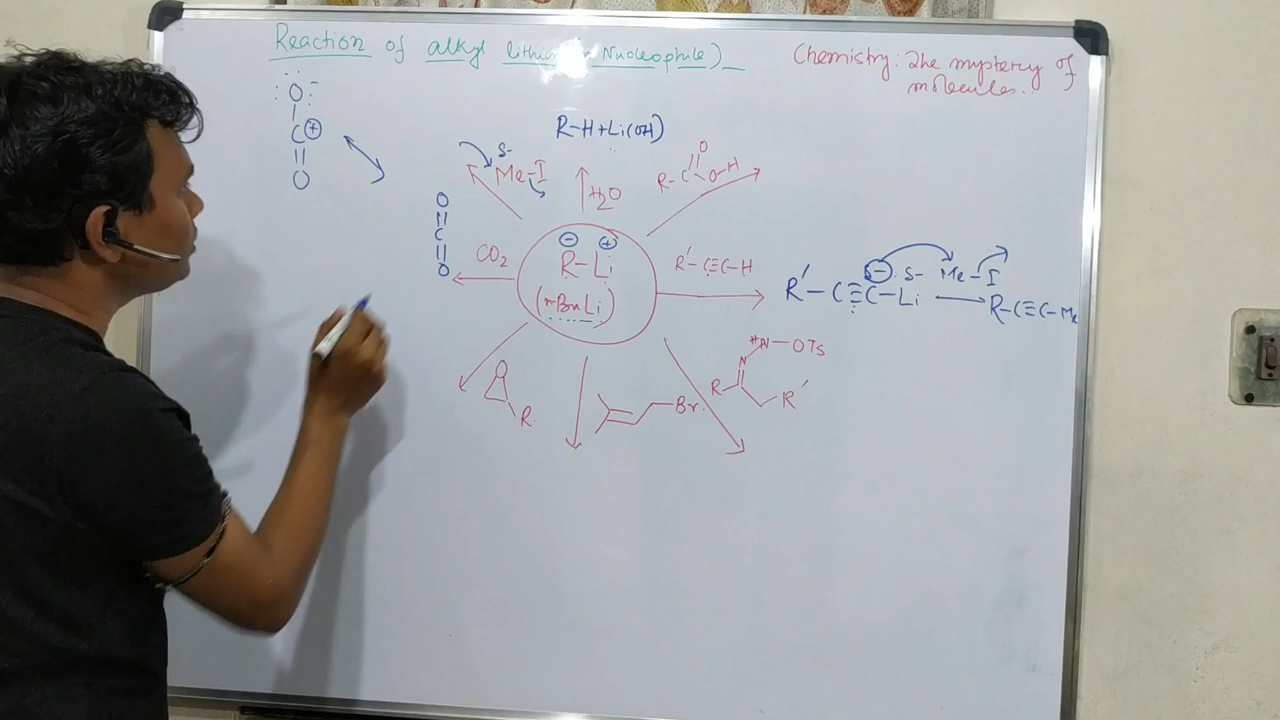 Reaction of alkyl Nucleophile)
Chemistry: The mystery of
molecules..
O –
C +
O
R-H+Li(OH)
S-
Me-I
H2O
R-C O O-H
O
C
O
CO2
– +
R-Li
(n-BuLi)
R'-C≡C-H
R'-C≡C-Li
–
S- Me-I
R-C≡C-Me
O
R.
Br.
HN-OTs
N
R R'